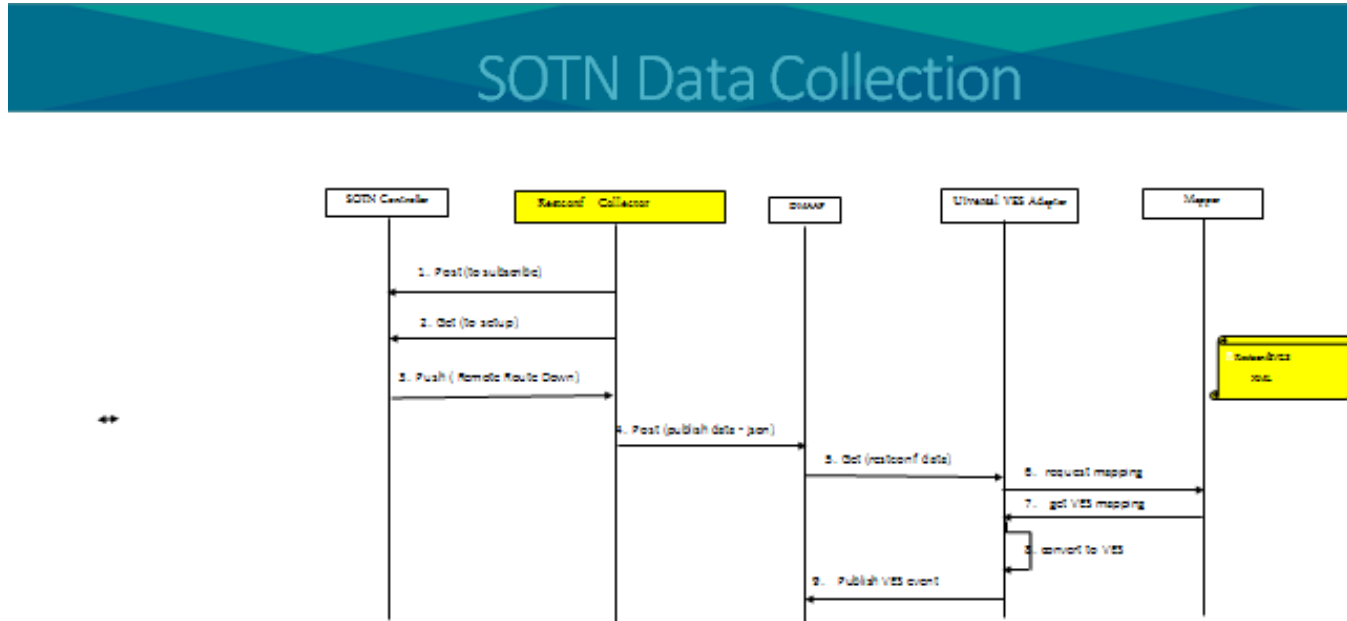 SOTN Data Collection
SOTN Controller
Restconf Collector
DMAAP
Uiversal VES Adapter
Mapper
1. Post (to subscribe)
2. Get (to setup)
3. Push ( Remote Route Down)
4. Post (publish data - json)
5. Get (restconf data)
6. request mapping
7. get VES mapping
8. convert to VES
9. Publish VES event